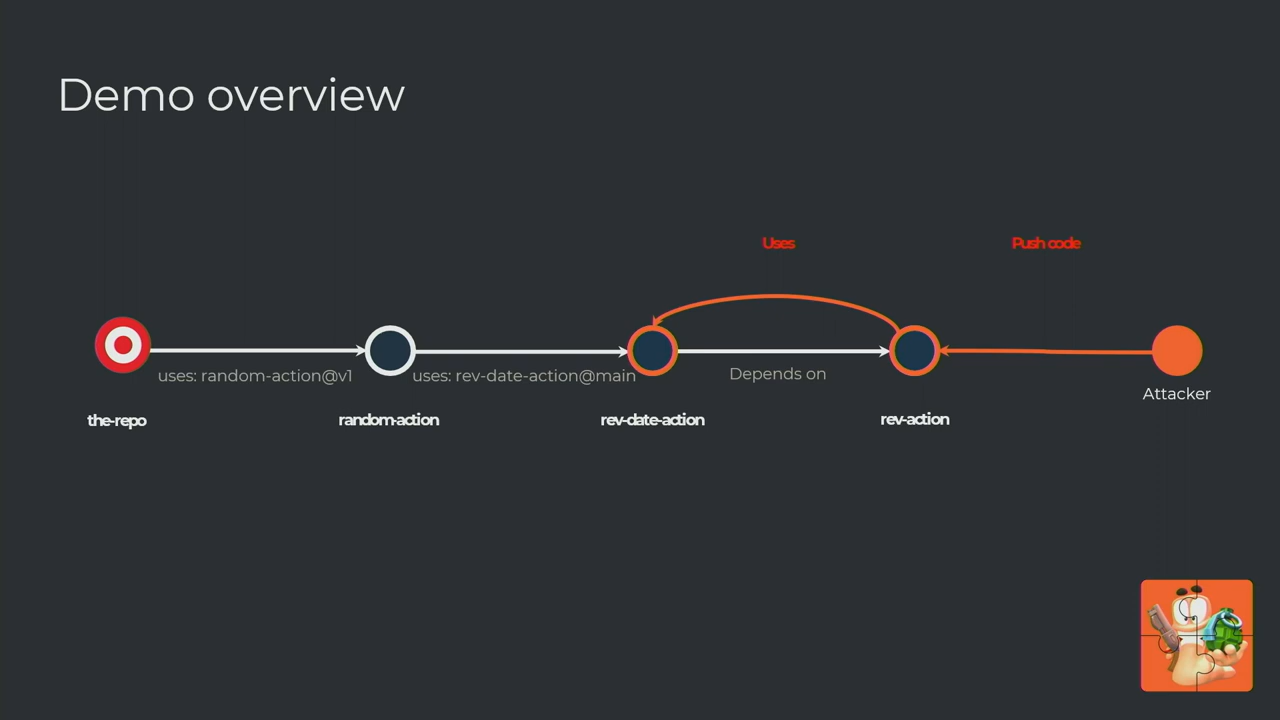 Demo overview
Uses
Push code
uses: random-action@v1
uses: rev-date-action@main
Depends on
Attacker
the-repo
random-action
rev-date-action
rev-action